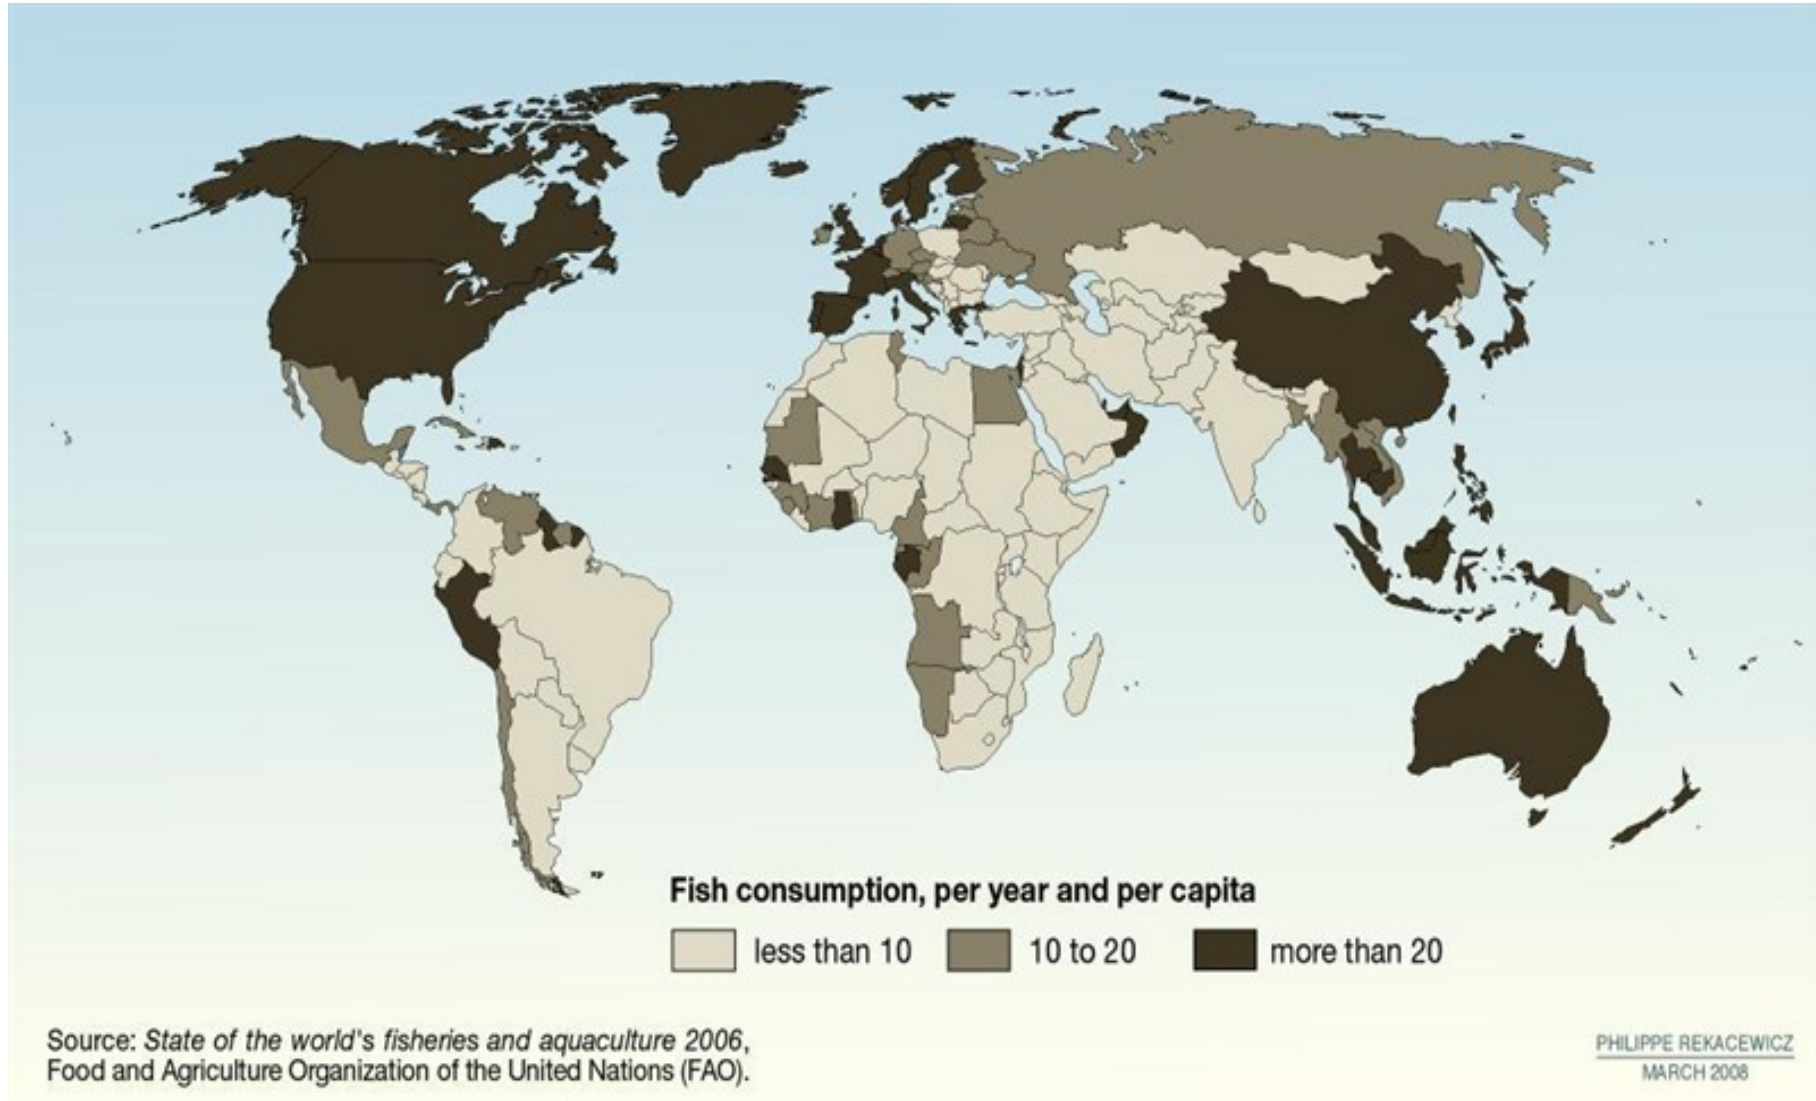 Fish consumption, per year and per capita
less than 10
10 to 20
more than 20
Source: State of the world's fisheries and aquaculture 2006,
Food and Agriculture Organization of the United Nations (FAO).
PHILIPPE REKACEWICZ
MARCH 2008